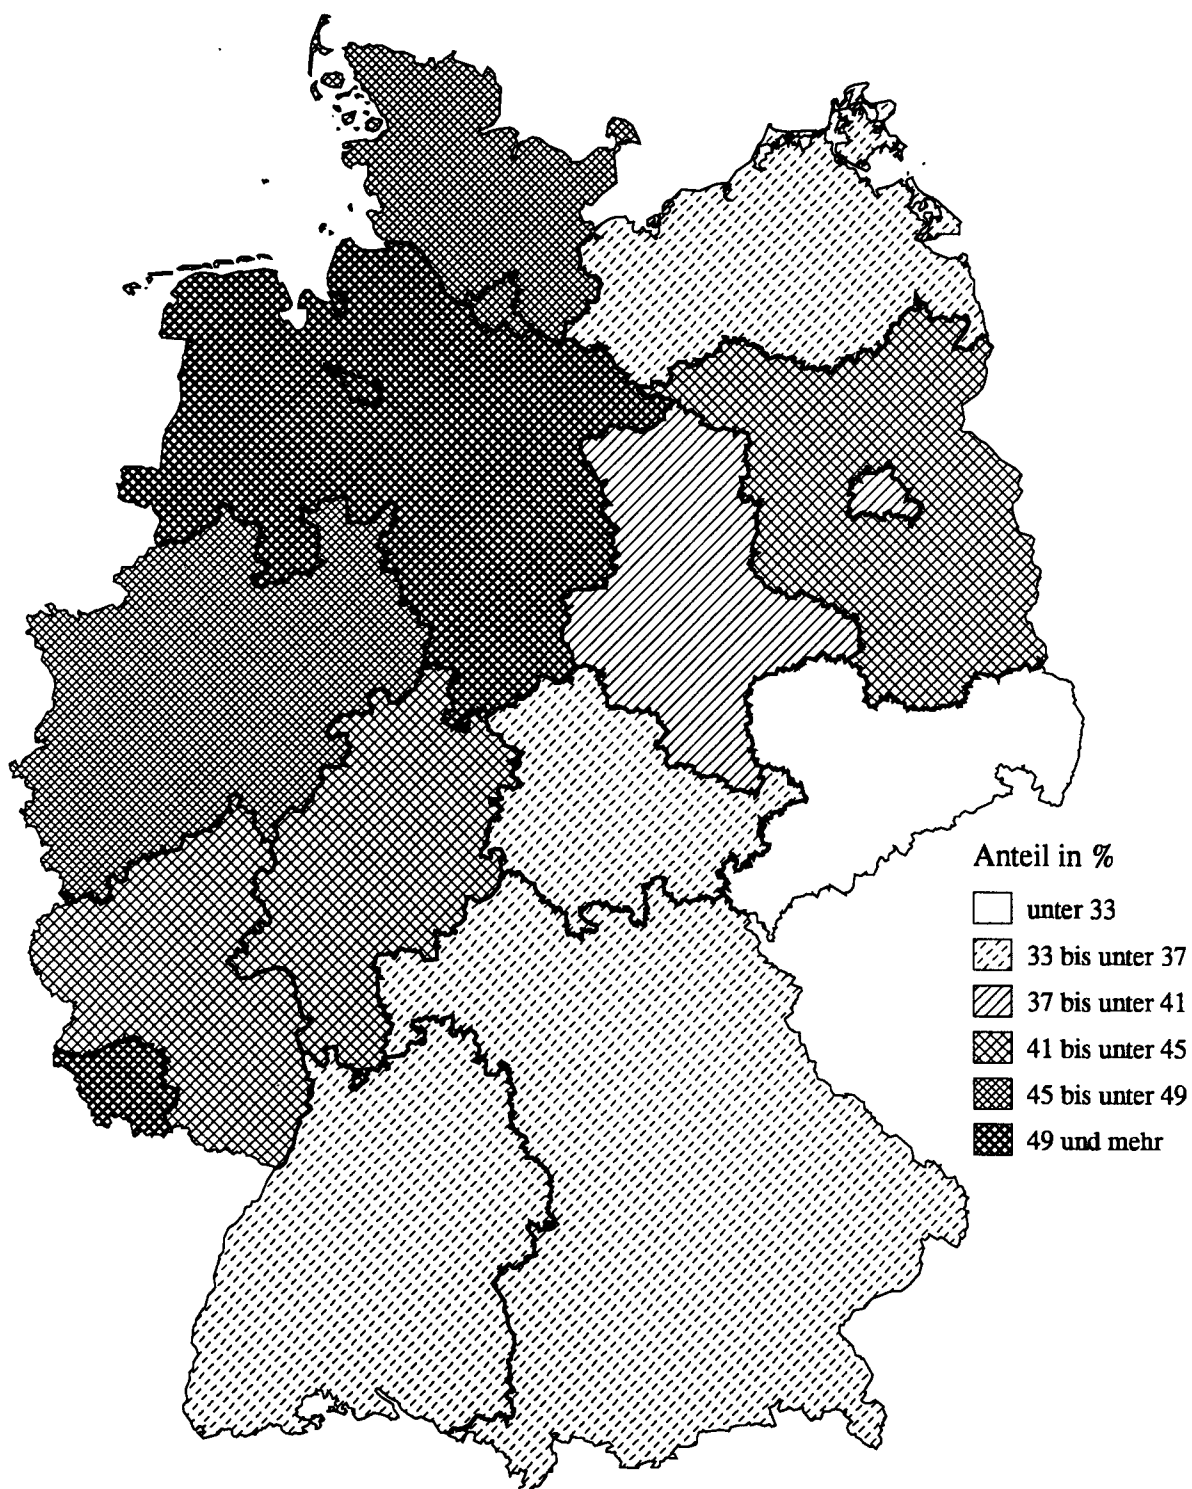 Anteil in %
unter 33
33 bis unter 37
37 bis unter 41
41 bis unter 45
45 bis unter 49
49 und mehr